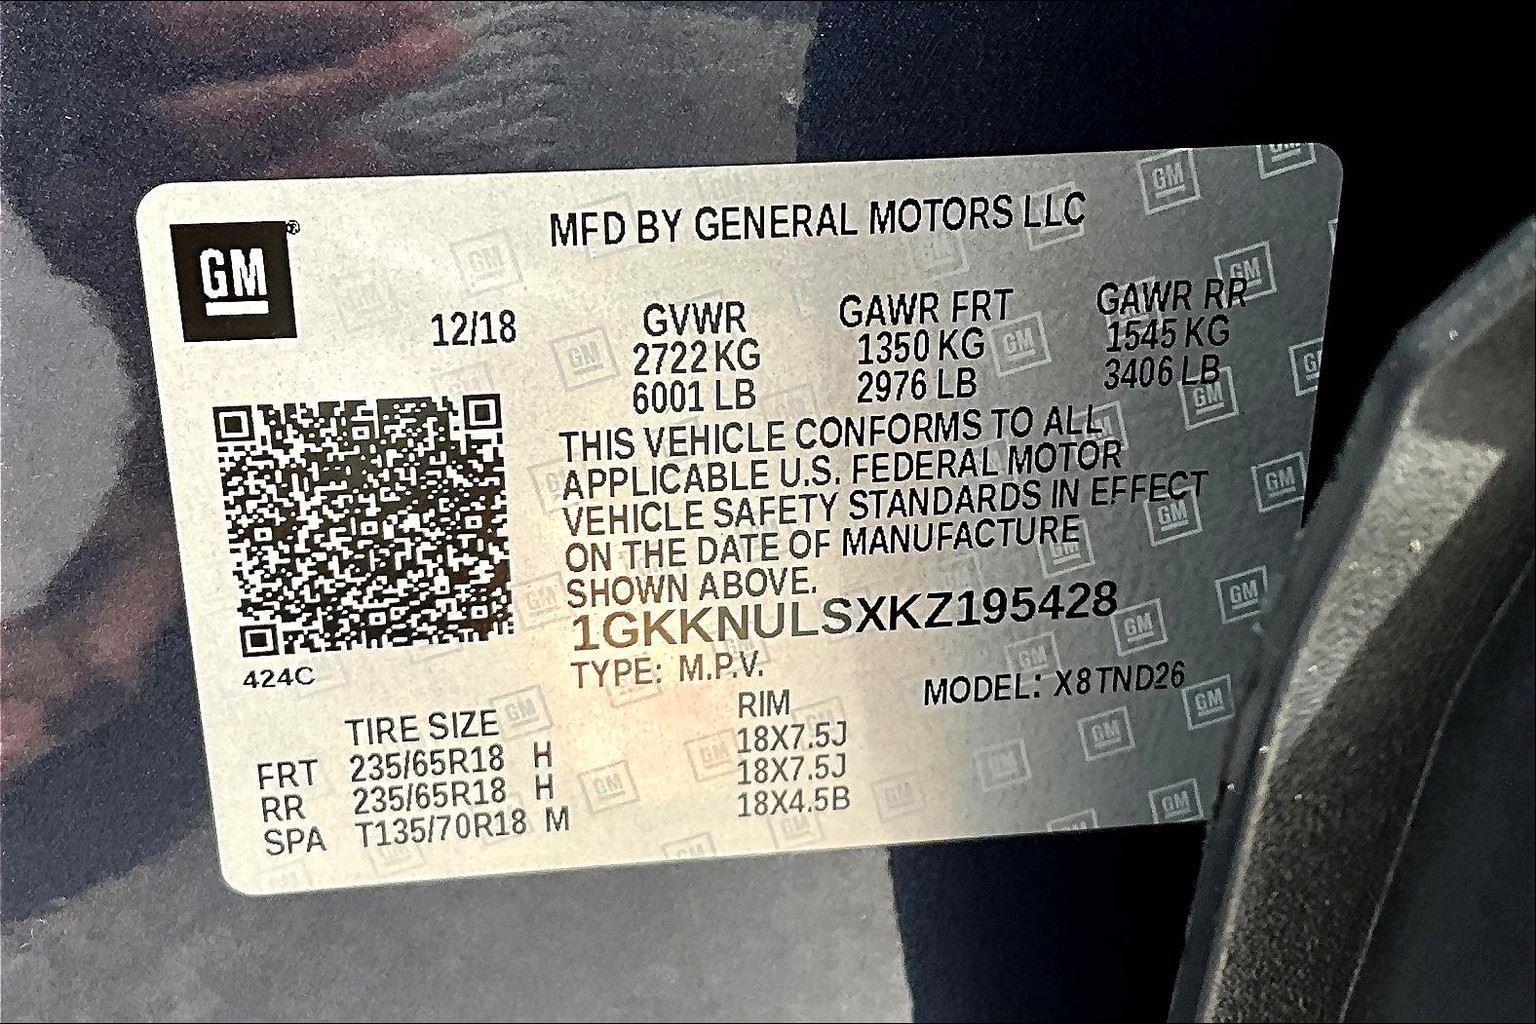 GM ®
MFD BY GENERAL MOTORS LLC
12/18
GVWR GAWR FRT GAWR RR
2722 KG 1350 KG 1545 KG
6001 LB 2976 LB 3406 LB
THIS VEHICLE CONFORMS TO ALL
APPLICABLE U.S. FEDERAL MOTOR
VEHICLE SAFETY STANDARDS IN EFFECT
ON THE DATE OF MANUFACTURE
SHOWN ABOVE.
1GKKNULSXKZ195428
TYPE: M.P.V.
MODEL: X8TND26
424C
TIRE SIZE RIM
FRT 235/65R18 H 18X7.5J
RR 235/65R18 H 18X7.5J
SPA T135/70R18 M 18X4.5B